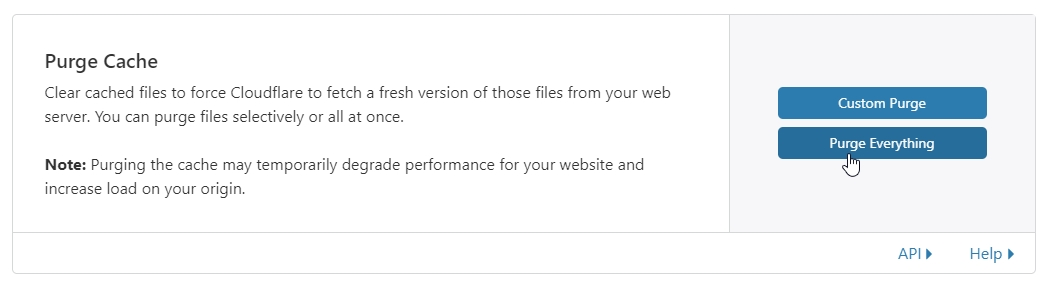 Purge Cache
Clear cached files to force Cloudflare to fetch a fresh version of those files from your web
server. You can purge files selectively or all at once.
Note: Purging the cache may temporarily degrade performance for your website and
increase load on your origin.
Custom Purge
Purge Everything
API
Help